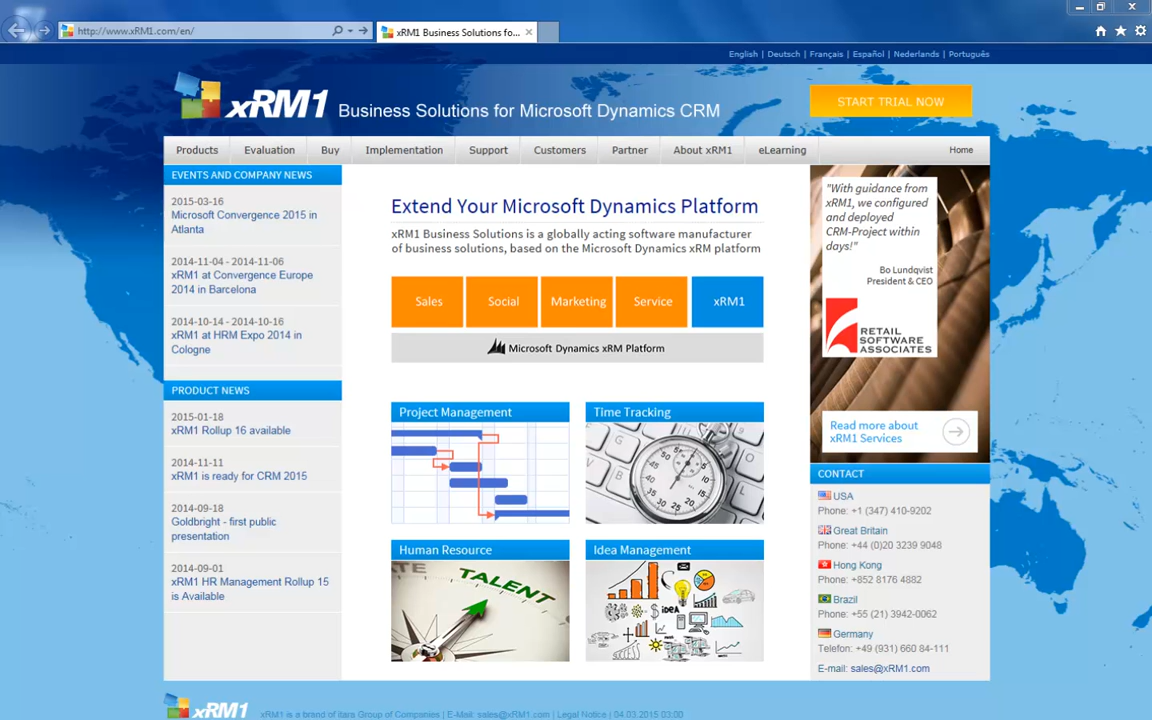 http://www.xRM1.com/en/
xRM1 Business Solutions fo...
English | Deutsch | Français | Español | Nederlands | Português
xRM1 Business Solutions for Microsoft Dynamics CRM
START TRIAL NOW
Products Evaluation Buy Implementation Support Customers Partner About xRM1 eLearning Home
EVENTS AND COMPANY NEWS
2015-03-16
Microsoft Convergence 2015 in
Atlanta
2014-11-04 - 2014-11-06
xRM1 at Convergence Europe
2014 in Barcelona
2014-10-14 - 2014-10-16
xRM1 at HRM Expo 2014 in
Cologne
PRODUCT NEWS
2015-01-18
xRM1 Rollup 16 available
2014-11-11
xRM1 is ready for CRM 2015
2014-09-18
Goldbright - first public
presentation
2014-09-01
xRM1 HR Management Rollup 15
is Available
Extend Your Microsoft Dynamics Platform
xRM1 Business Solutions is a globally acting software manufacturer
of business solutions, based on the Microsoft Dynamics xRM platform
Sales Social Marketing Service xRM1
Microsoft Dynamics xRM Platform
Project Management
Time Tracking
Human Resource
TALENT
Idea Management
iDEA
"With guidance from
xRM1, we configured
and deployed
CRM-Project within
days!"
Bo Lundqvist
President & CEO
RETAIL
SOFTWARE
ASSOCIATES
Read more about
xRM1 Services
CONTACT
USA
Phone: +1 (347) 410-9202
Great Britain
Phone: +44 (0)20 3239 9048
Hong Kong
Phone: +852 8176 4882
Brazil
Phone: +55 (21) 3942-0062
Germany
Telefon: +49 (931) 660 84-111
E-mail: sales@xRM1.com
xRM1 xRM1 is a brand of itara Group of Companies | E-Mail: sales@xRM1.com | Legal Notice | 04.03.2015 03:00